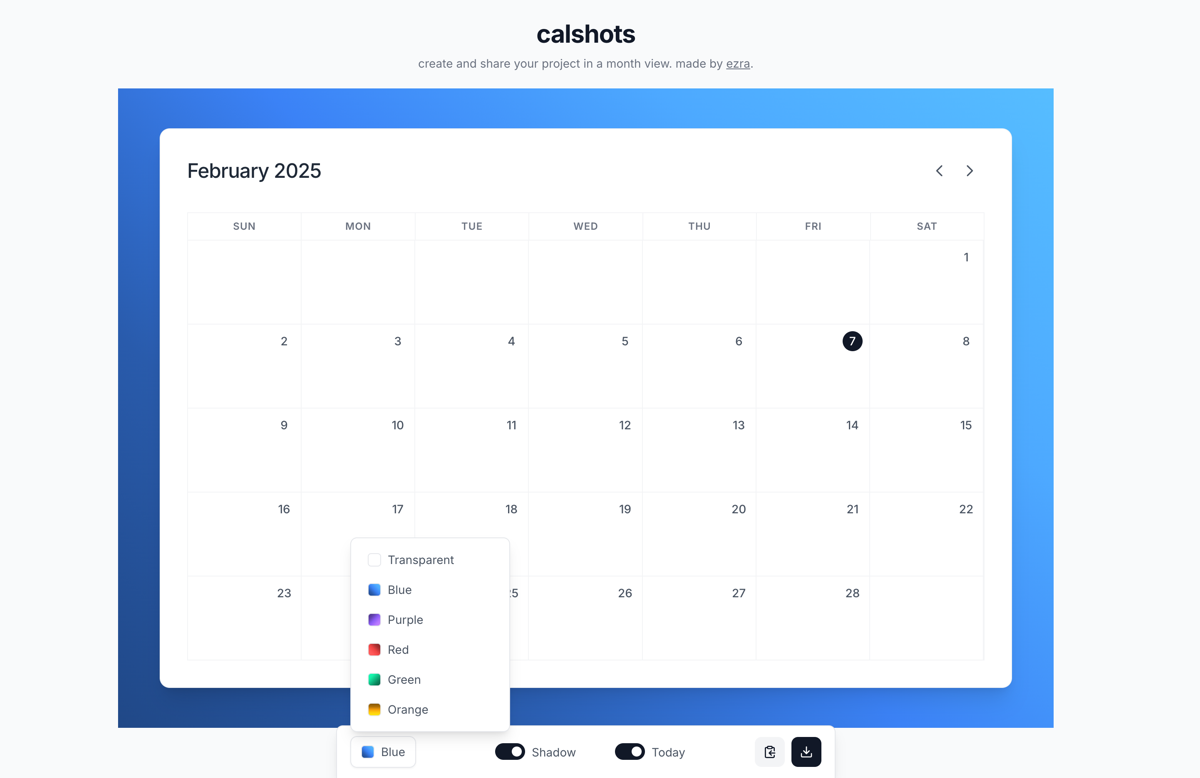 calshots
create and share your project in a month view. made by ezra.
February 2025
SUN MON TUE WED THU FRI SAT
1
2 3 4 5 6 7 8
9 10 11 12 13 14 15
16 17 18 19 20 21 22
23 26 27 28
Transparent
Blue
Purple
Red
Green
Orange
Blue Shadow Today